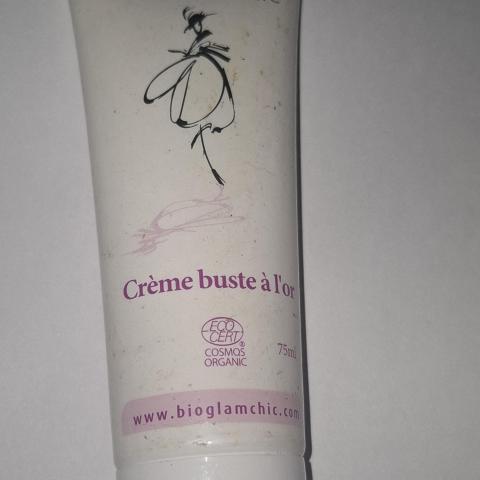 Crème buste à l'or
ECO
CERT
®
COSMOS
ORGANIC
75ml
www.bioglamchic.com